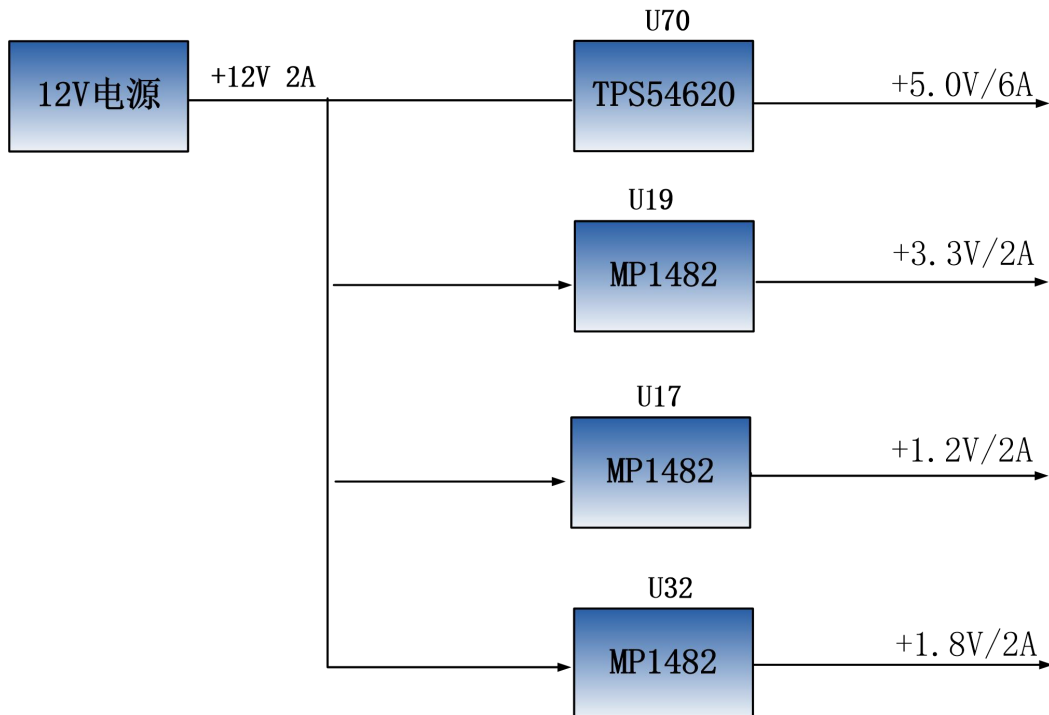 U70
12V电源
+12V 2A
TPS54620
+5.0V/6A
U19
MP1482
+3.3V/2A
U17
MP1482
+1.2V/2A
U32
MP1482
+1.8V/2A